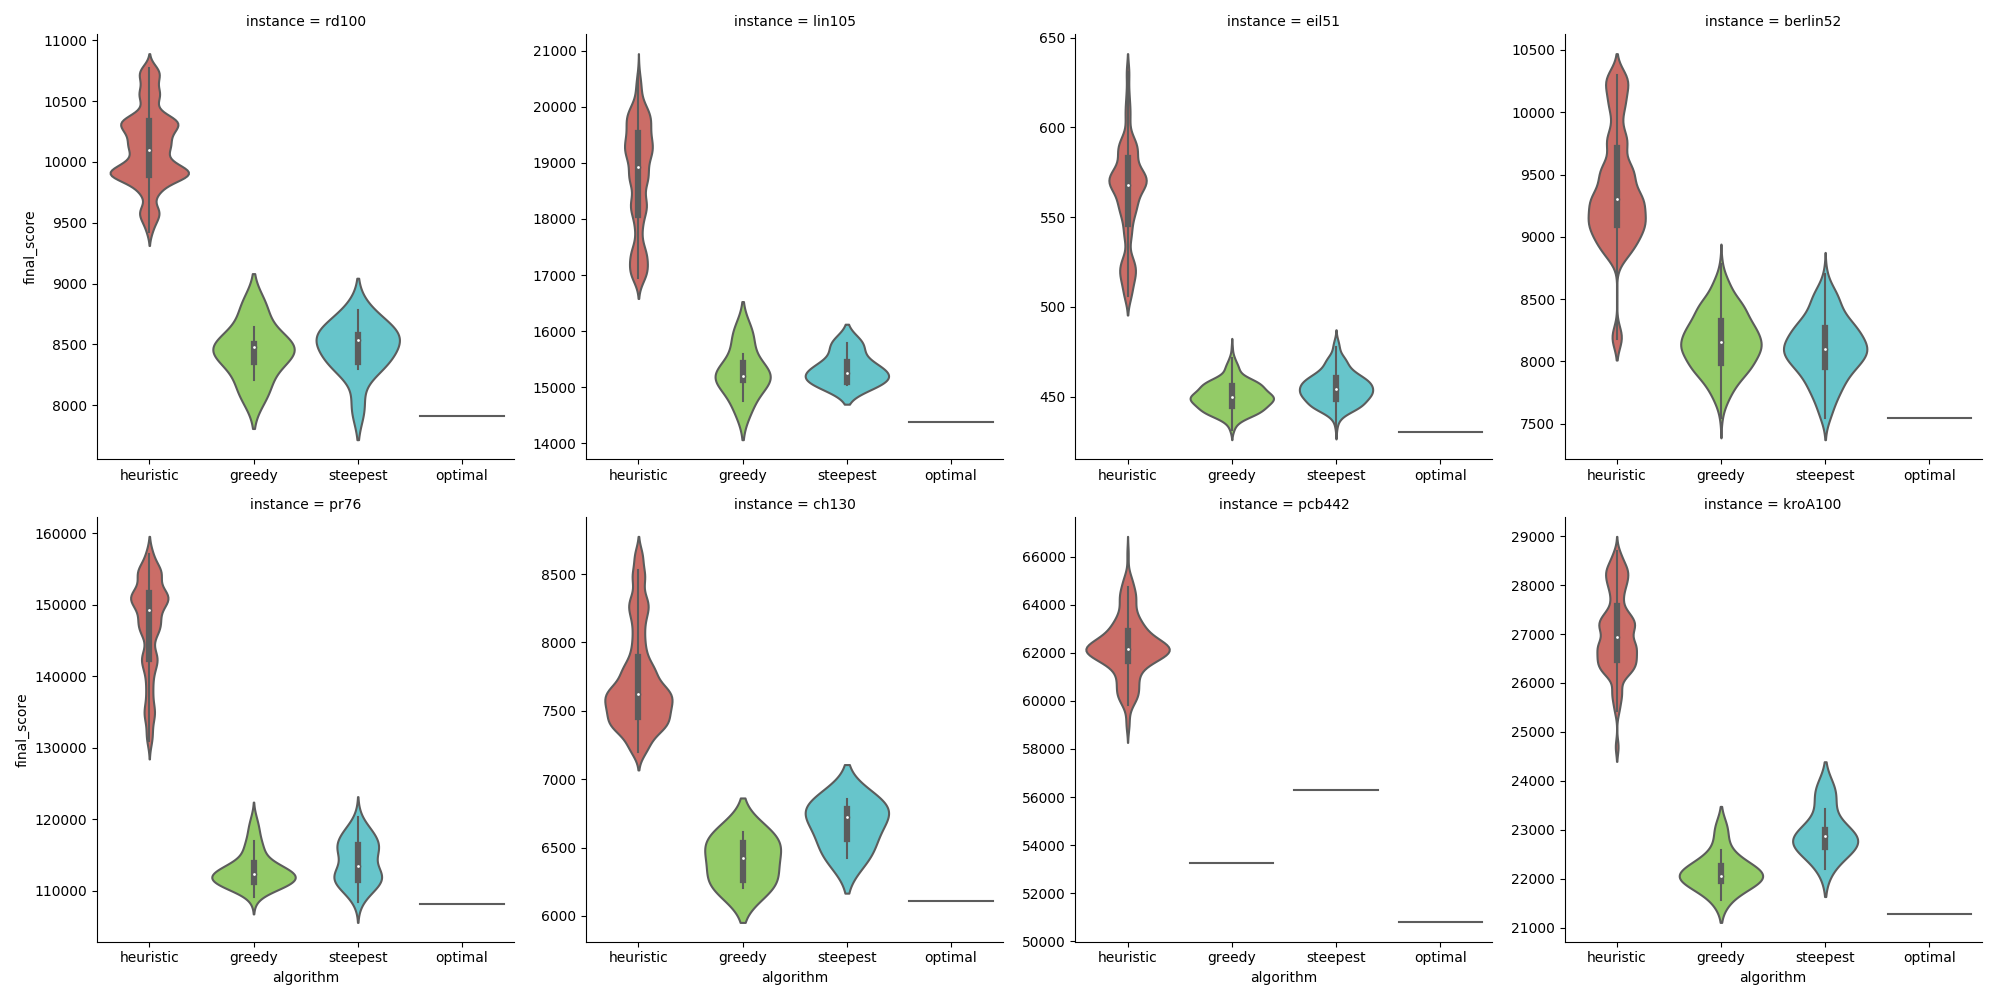 instance = rd100
instance = lin105
instance = eil51
instance = berlin52
final_score
11000
10500
10000
9500
9000
8500
8000
heuristic greedy steepest optimal
21000
20000
19000
18000
17000
16000
15000
14000
heuristic greedy steepest optimal
650
600
550
500
450
heuristic greedy steepest optimal
10500
10000
9500
9000
8500
8000
7500
heuristic greedy steepest optimal
instance = pr76
instance = ch130
instance = pcb442
instance = kroA100
final_score
160000
150000
140000
130000
120000
110000
heuristic greedy steepest optimal
algorithm
8500
8000
7500
7000
6500
6000
heuristic greedy steepest optimal
algorithm
66000
64000
62000
60000
58000
56000
54000
52000
50000
heuristic greedy steepest optimal
algorithm
29000
28000
27000
26000
25000
24000
23000
22000
21000
heuristic greedy steepest optimal
algorithm